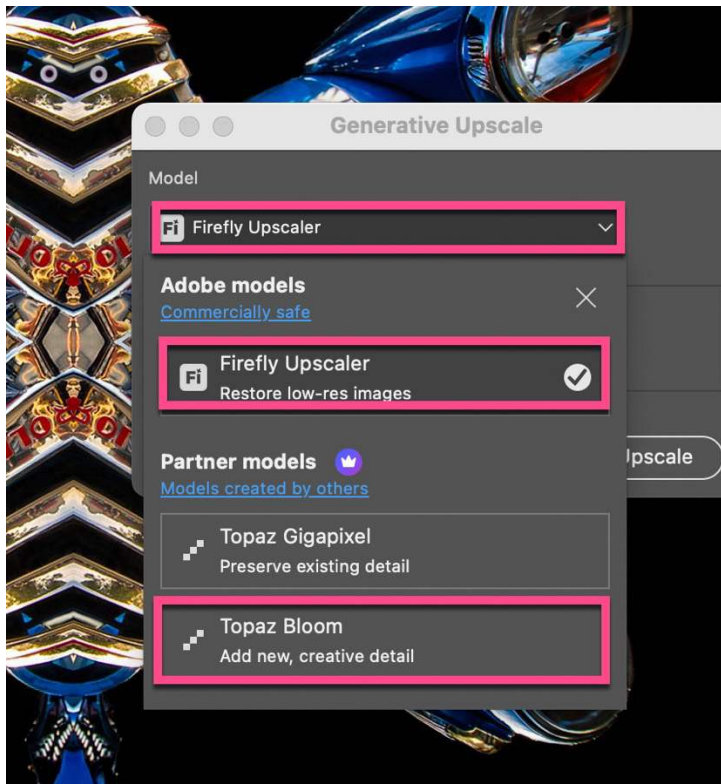 Generative Upscale
Model
Fi Firefly Upscaler
Adobe models
Commercially safe
Fi Firefly Upscaler
Restore low-res images
Partner models
Models created by others
Upscale
Topaz Gigapixel
Preserve existing detail
Topaz Bloom
Add new, creative detail